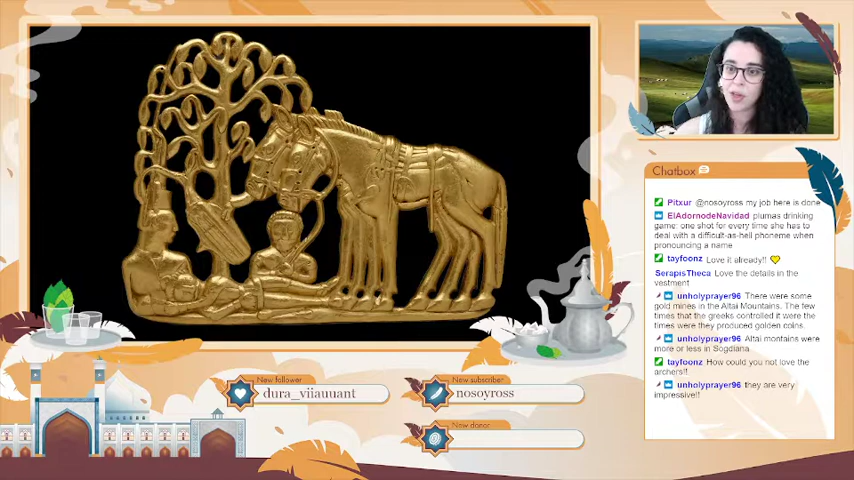 Chatbox
Pitxur @nosoyross my job here is done
ElAdornodeNavidad plumas drinking
game: one shot for every time she has to
deal with a difficult-as-hell phoneme when
pronouncing a name
tayfoonz Love it already!!
SerapisTheca Love the details in the
vestment
unholyprayer96 There were some
gold mines in the Altai Mountains. The few
times that the greeks controlled it were the
times were they produced golden coins.
unholyprayer96 Altai montains were
more or less in Sogdiana
tayfoonz How could you not love the
archers!!
unholyprayer96 they are very
impressive!!
New follower
dura_viiauuant
New subscriber
nosoyross
New donor